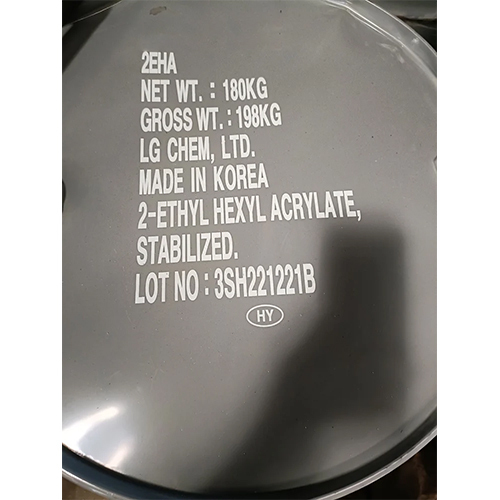 2EHA
NET WT. : 180KG
GROSS WT. : 198KG
LG CHEM, LTD.
MADE IN KOREA
2-ETHYL HEXYL ACRYLATE,
STABILIZED.
LOT NO : 3SH221221B
HY